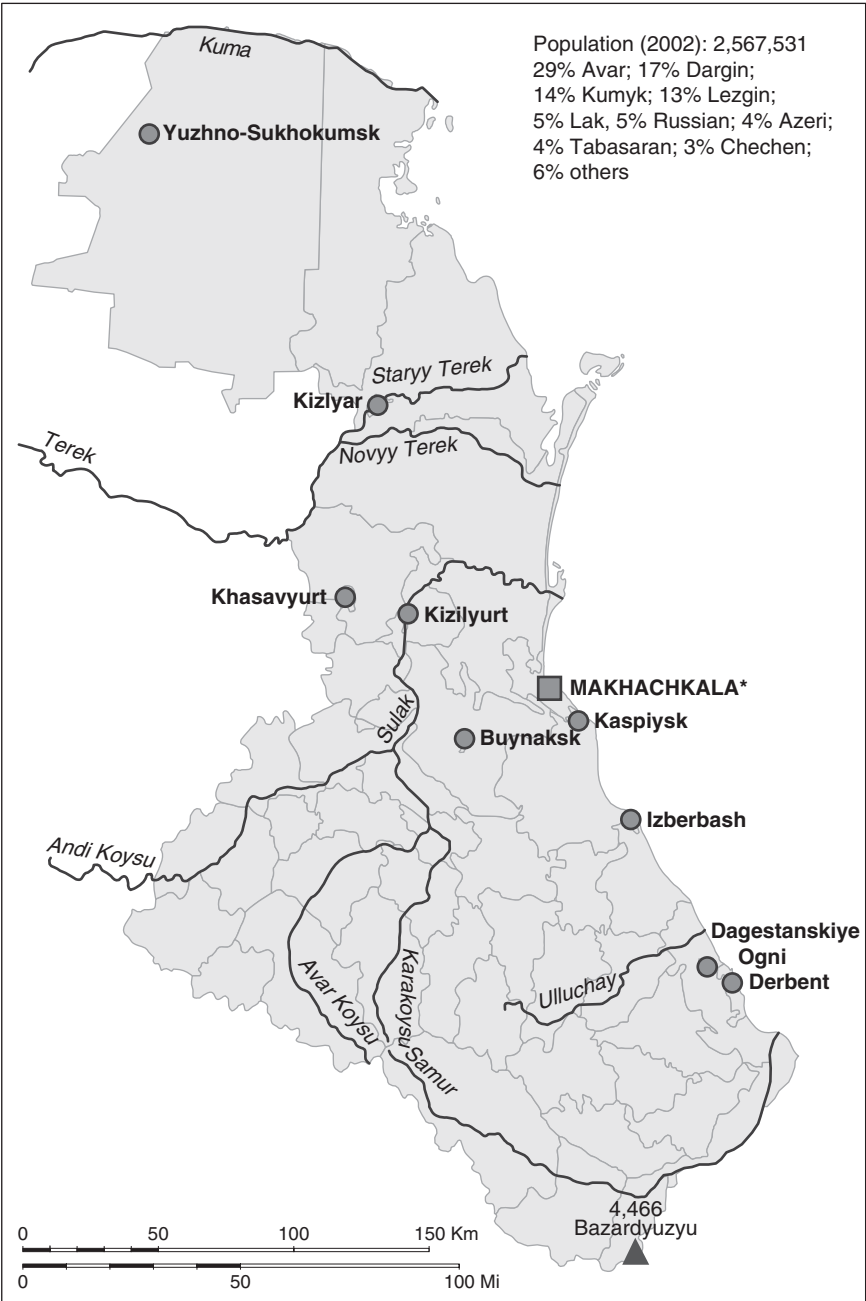 Kuma
Population (2002): 2,567,531
29% Avar; 17% Dargin;
14% Kumyk; 13% Lezgin;
5% Lak, 5% Russian; 4% Azeri;
4% Tabasaran; 3% Chechen;
6% others
Yuzhno-Sukhokumsk
Staryy Terek
Kizlyar
Terek
Novyy Terek
Khasavyurt
Kizilyurt
MAKHACHKALA*
Sulak
Kaspiysk
Buynaksk
Izberbash
Andi Koysu
Dagestanskiye
Ogni
Derbent
Avar Koysu
Karakoysu
Ulluchay
Samur
4,466
Bazardyuzyu
0 50 100 150 Km
0 50 100 Mi